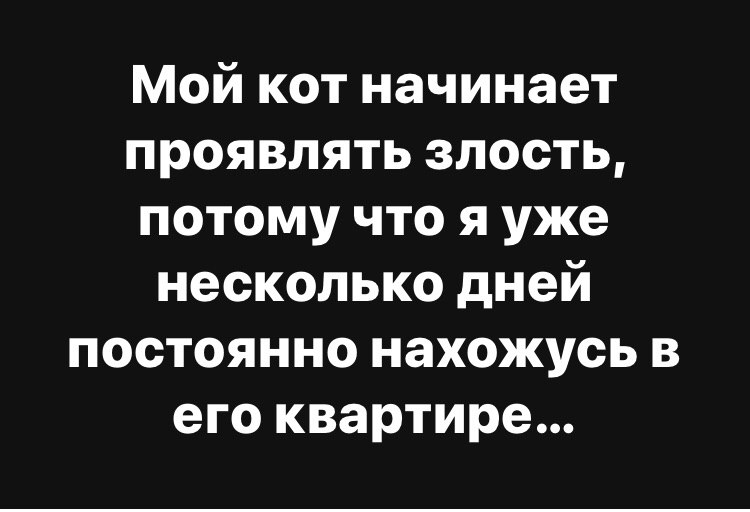 Мой кот начинает
проявлять злость,
потому что я уже
несколько дней
постоянно нахожусь в
его квартире...